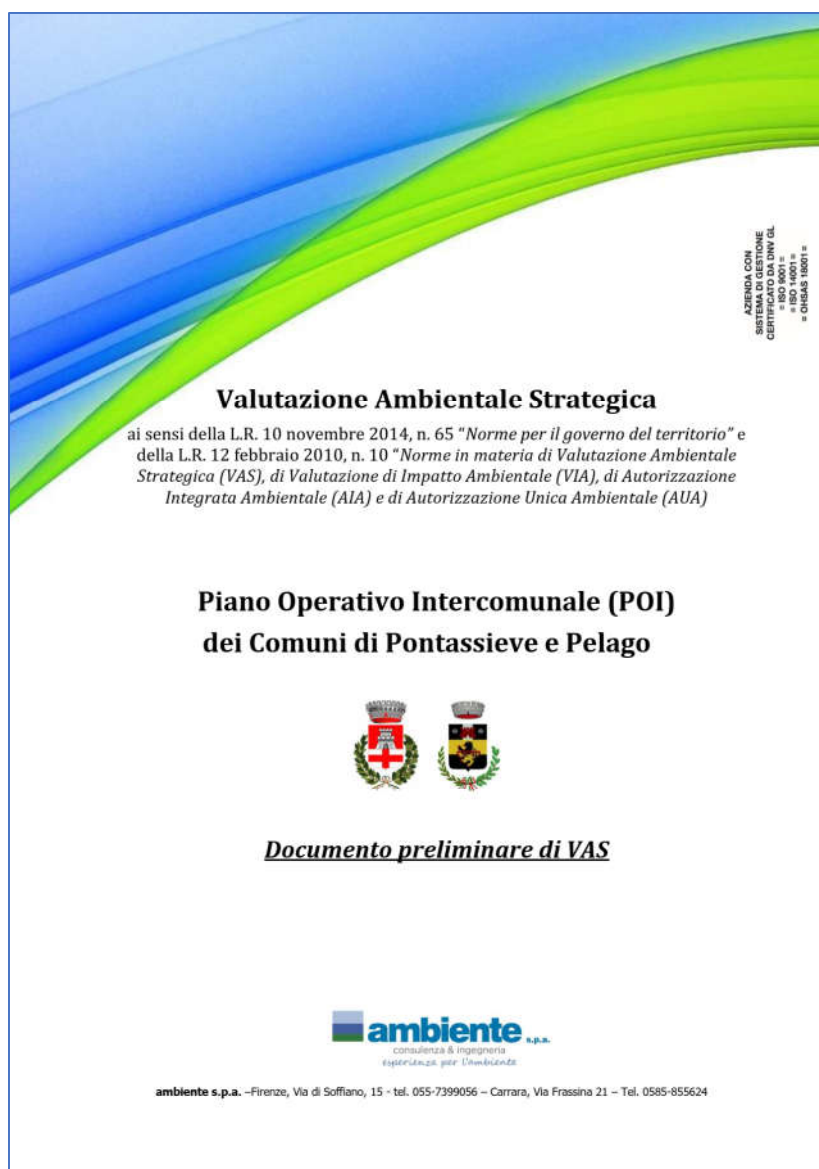 AZIENDA CON
SISTEMA DI GESTIONE
CERTIFICATO DA DNV GL
= ISO 9001 =
= ISO 14001 =
= OHSAS 18001 =
Valutazione Ambientale Strategica
ai sensi della L.R. 10 novembre 2014, n. 65 “Norme per il governo del territorio” e
della L.R. 12 febbraio 2010, n. 10 “Norme in materia di Valutazione Ambientale
Strategica (VAS), di Valutazione di Impatto Ambientale (VIA), di Autorizzazione
Integrata Ambientale (AIA) e di Autorizzazione Unica Ambientale (AUA)
Piano Operativo Intercomunale (POI)
dei Comuni di Pontassieve e Pelago
Documento preliminare di VAS
ambiente s.p.a.
consulenza & ingegneria
esperienza per l'ambiente
ambiente s.p.a. –Firenze, Via di Soffiano, 15 - tel. 055-7399056 – Carrara, Via Frassina 21 – Tel. 0585-855624